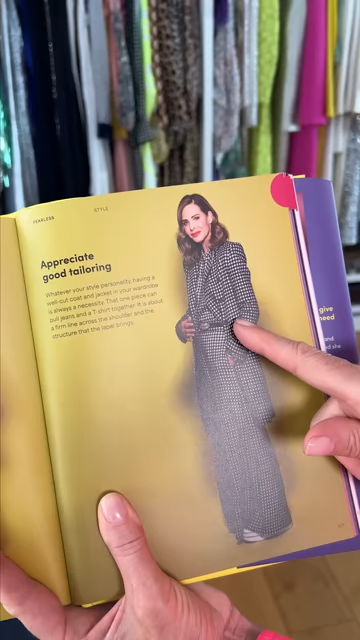 FEARLESS
STYLE
Appreciate
good tailoring
Whatever your style personality, having a
well-cut coat and jacket in your wardrobe
is always a necessity. That one piece can
pull jeans and a T-shirt together. It is about
a firm line across the shoulder and the
structure that the lapel brings.
give
need
and
she